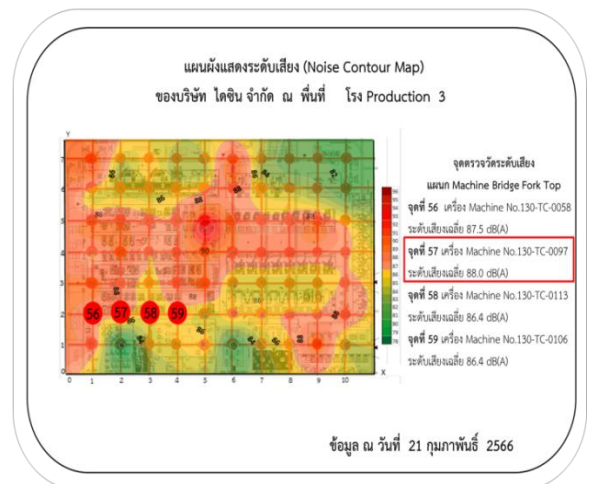 แผนผังแสดงระดับเสียง (Noise Contour Map)
ของบริษัท ไดซิน จำกัด ณ พื้นที่ โรง Production 3
จุดตรวจวัดระดับเสียง
แผนก Machine Bridge Fork Top
จุดที่ 56 เครื่อง Machine No.130-TC-0058
ระดับเสียงเฉลี่ย 87.5 dB(A)
จุดที่ 57 เครื่อง Machine No.130-TC-0097
ระดับเสียงเฉลี่ย 88.0 dB(A)
จุดที่ 58 เครื่อง Machine No.130-TC-0113
ระดับเสียงเฉลี่ย 86.4 dB(A)
จุดที่ 59 เครื่อง Machine No.130-TC-0106
ระดับเสียงเฉลี่ย 86.4 dB(A)
Y
7
6
5
4
3
2
1
0
56 57 58 59
0 1 2 3 4 5 6 7 8 9 10
X
ข้อมูล ณ วันที่ 21 กุมภาพันธ์ 2566